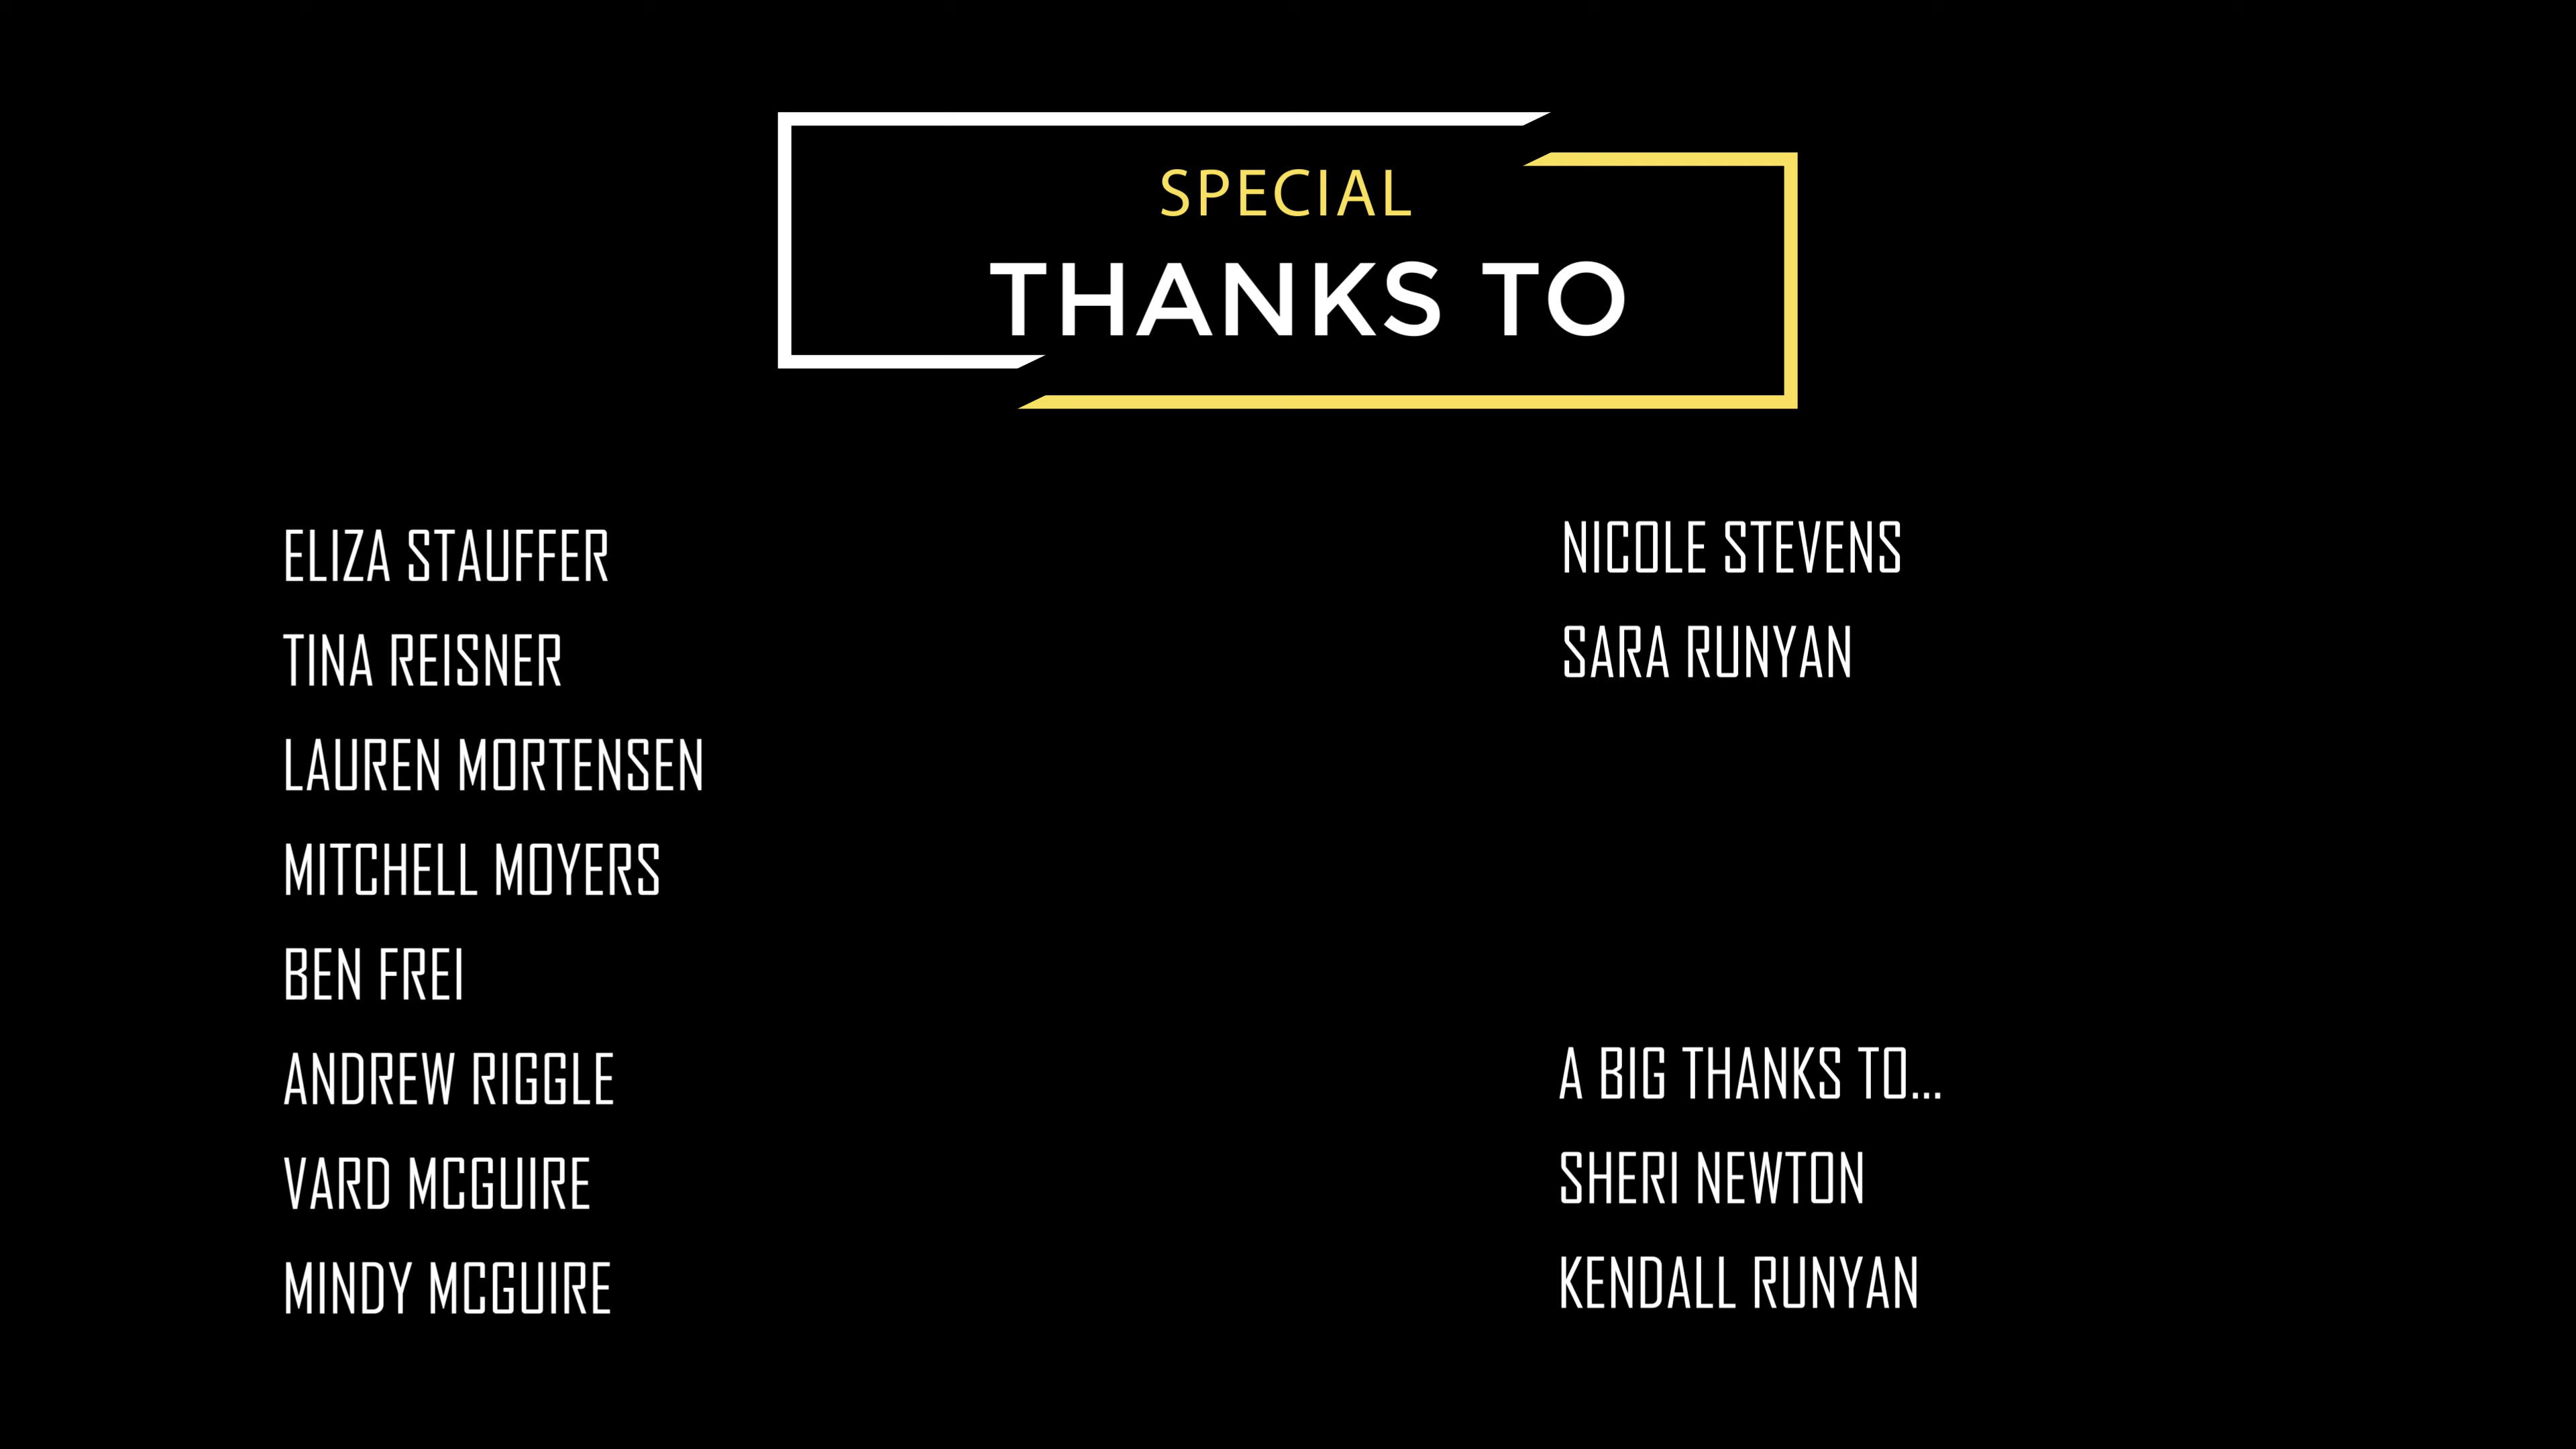 SPECIAL
THANKS TO
ELIZA STAUFFER
TINA REISNER
LAUREN MORTENSEN
MITCHELL MOYERS
BEN FREI
ANDREW RIGGLE
VARD MCGUIRE
MINDY MCGUIRE
NICOLE STEVENS
SARA RUNYAN
A BIG THANKS TO...
SHERI NEWTON
KENDALL RUNYAN